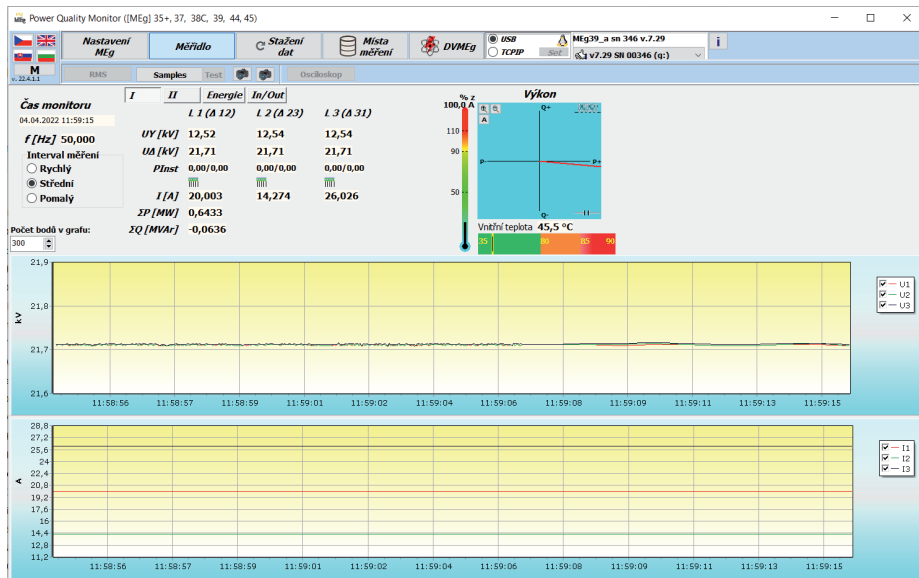 Power Quality Monitor ([MEg] 35+, 37, 38C, 39, 44, 45)
Nastavení MEg
Měřidlo
Stažení dat
Místa měření
DVMEg
USB
TCPIP
Set
MEg39_a sn 346 v.7.29
v7.29 SN 00346 (q:)
i
M
v. 22.4.1.1
RMS
Samples
Test
Osciloskop
I
II
Energie
In/Out
Čas monitoru
04.04.2022 11:59:15
f [Hz] 50,000
Interval měření
Rychlý
Střední
Pomalý
Počet bodů v grafu:
300
L 1 (Δ 12) L 2 (Δ 23) L 3 (Δ 31)
UY [kV] 12,52 12,54 12,54
UΔ [kV] 21,71 21,71 21,71
PInst 0,00/0,00 0,00/0,00 0,00/0,00
I [A] 20,003 14,274 26,026
ΣP [MW] 0,6433
ΣQ [MVAr] -0,0636
% z
100,0 A
110
90
50
Výkon
A
Q+
P- P+
Q-
Vnitřní teplota 45,5 °C
35 80 85 90
21,9
21,8
kV
21,7
21,6
11:58:56 11:58:57 11:58:59 11:59:01 11:59:02 11:59:04 11:59:06 11:59:08 11:59:09 11:59:11 11:59:13 11:59:15
U1
U2
U3
28,8
27,2
25,6
24
22,4
A
20,8
19,2
17,6
16
14,4
12,8
11,2
11:58:56 11:58:57 11:58:59 11:59:01 11:59:02 11:59:04 11:59:06 11:59:08 11:59:09 11:59:11 11:59:13 11:59:15
I1
I2
I3